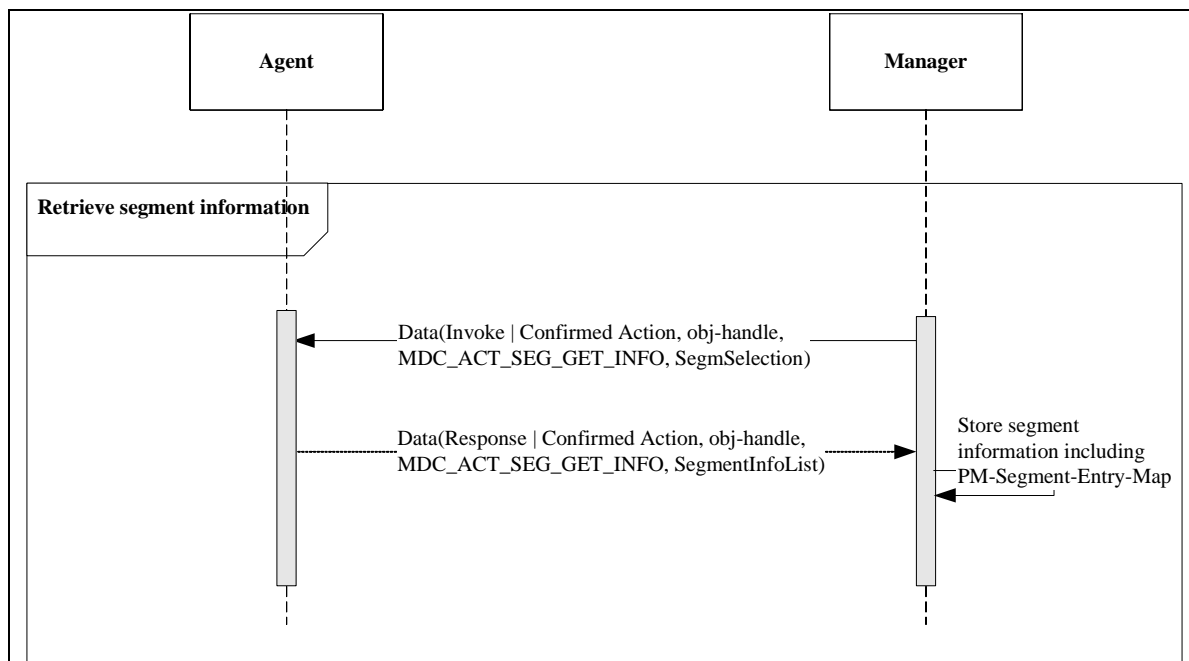 Agent
Manager
Retrieve segment information
Data(Invoke | Confirmed Action, obj-handle,
MDC_ACT_SEG_GET_INFO, SegmSelection)
Data(Response | Confirmed Action, obj-handle,
MDC_ACT_SEG_GET_INFO, SegmentInfoList)
Store segment
information including
PM-Segment-Entry-Map